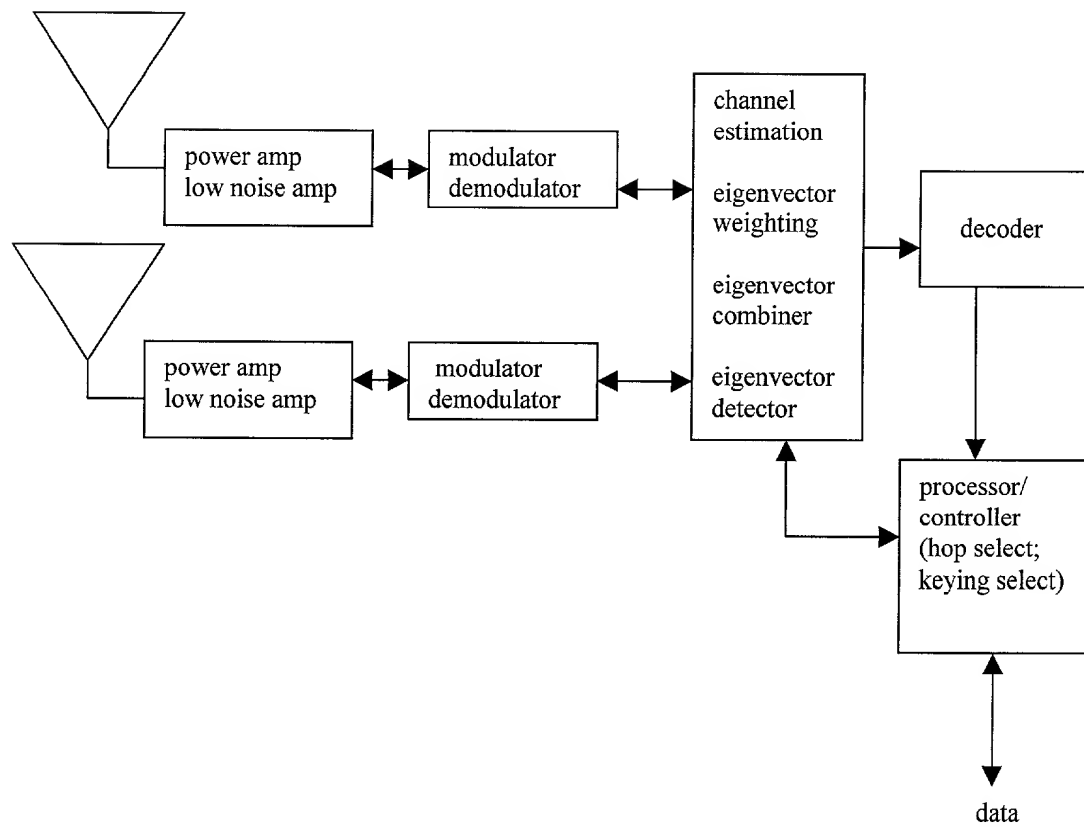 power amp
low noise amp
modulator
demodulator
channel
estimation
eigenvector
weighting
eigenvector
combiner
eigenvector
detector
decoder
power amp
low noise amp
modulator
demodulator
processor/
controller
(hop select;
keying select)
data